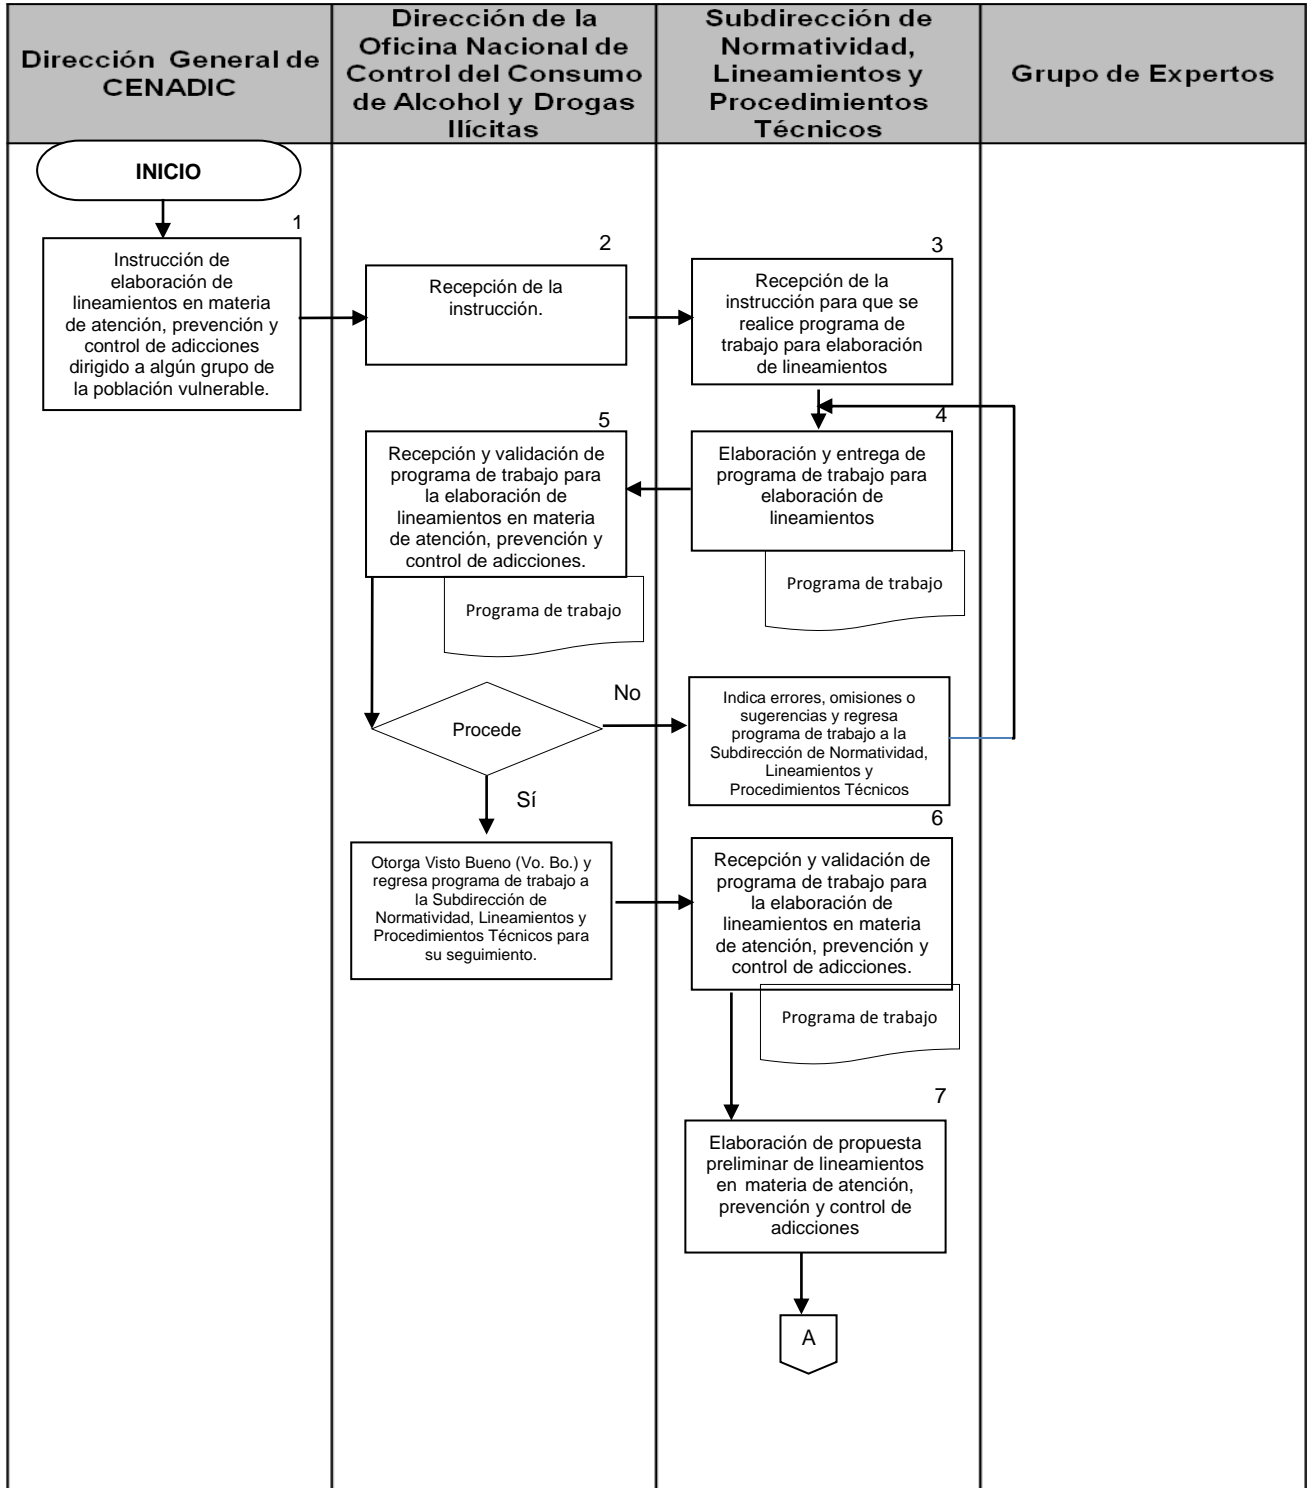 Dirección General de
CENADIC
Dirección de la
Oficina Nacional de
Control del Consumo
de Alcohol y Drogas
Ilícitas
Subdirección de
Normatividad,
Lineamientos y
Procedimientos
Técnicos
Grupo de Expertos
INICIO
1
Instrucción de
elaboración de
lineamientos en materia
de atención, prevención y
control de adicciones
dirigido a algún grupo de
la población vulnerable.
2
Recepción de la
instrucción.
3
Recepción de la
instrucción para que se
realice programa de
trabajo para elaboración
de lineamientos
4
Elaboración y entrega de
programa de trabajo para
elaboración de
lineamientos
Programa de trabajo
5
Recepción y validación de
programa de trabajo para
la elaboración de
lineamientos en materia
de atención, prevención y
control de adicciones.
Programa de trabajo
Procede
No
Indica errores, omisiones o
sugerencias y regresa
programa de trabajo a la
Subdirección de Normatividad,
Lineamientos y
Procedimientos Técnicos
Sí
Otorga Visto Bueno (Vo. Bo.) y
regresa programa de trabajo a
la Subdirección de
Normatividad, Lineamientos y
Procedimientos Técnicos para
su seguimiento.
6
Recepción y validación de
programa de trabajo para
la elaboración de
lineamientos en materia
de atención, prevención y
control de adicciones.
Programa de trabajo
7
Elaboración de propuesta
preliminar de lineamientos
en materia de atención,
prevención y control de
adicciones
A